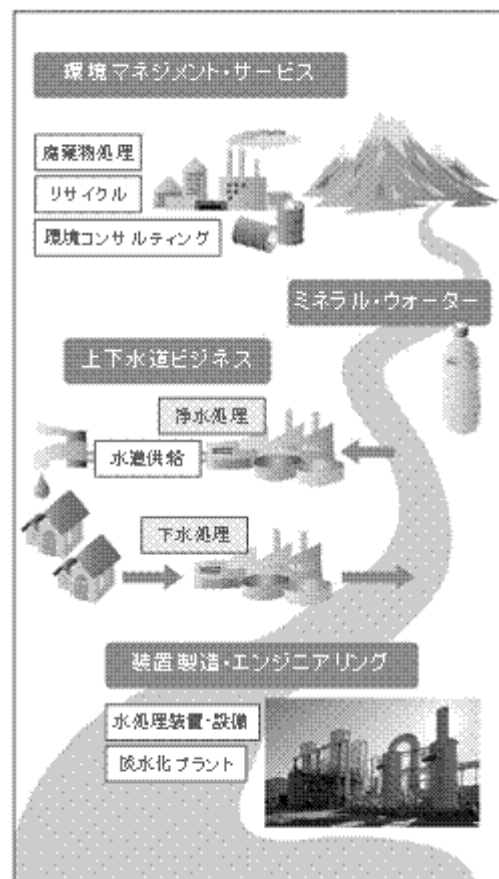 環境マネジメント・サービス
廃棄物処理
リサイクル
環境コンサルティング
ミネラル・ウォーター
上下水道ビジネス
浄水処理
水道供給
下水処理
装置製造・エンジニアリング
水処理装置・設備
淡水化プラント